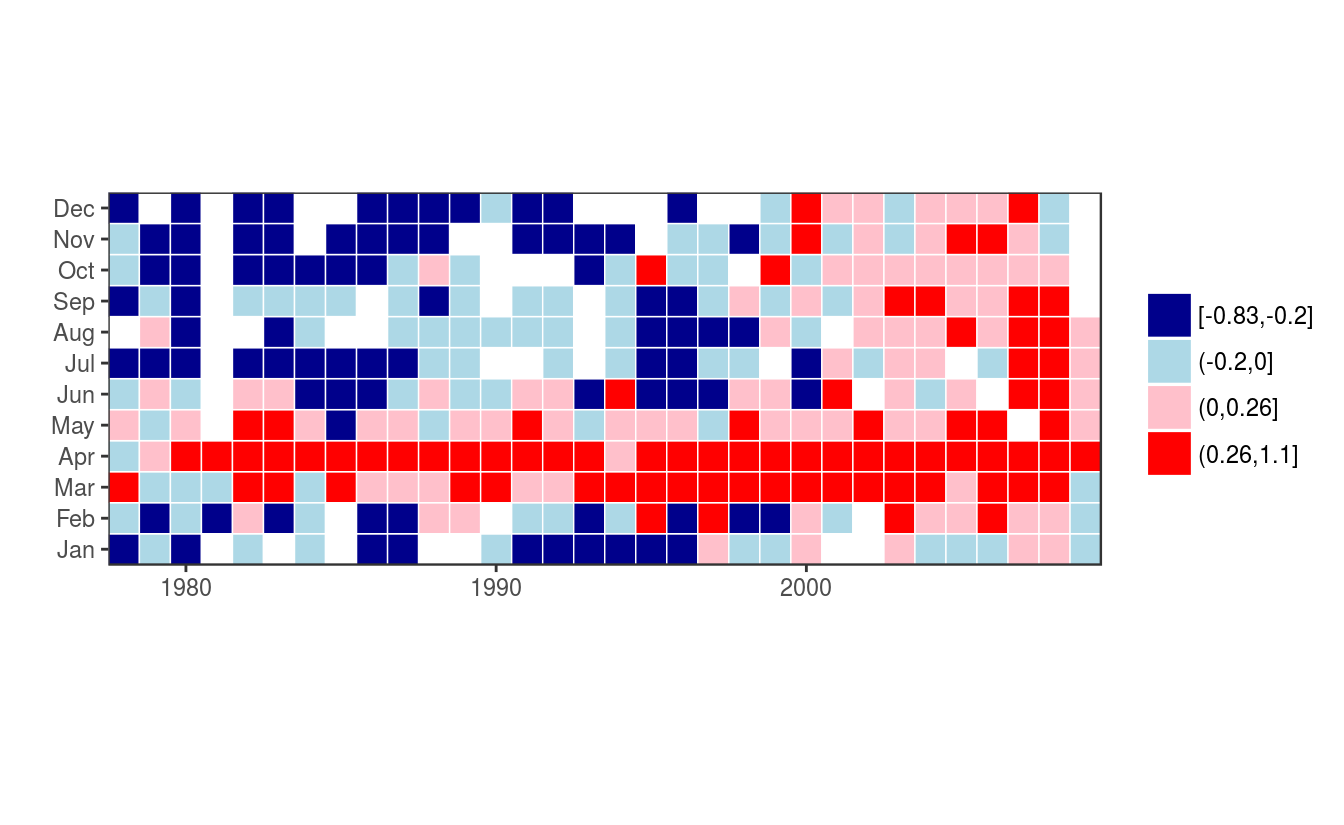 Dec
Nov
Oct
Sep
Aug
Jul
Jun
May
Apr
Mar
Feb
Jan
1980 1990 2000
[-0.83,-0.2]
(-0.2,0]
(0,0.26]
(0.26,1.1]